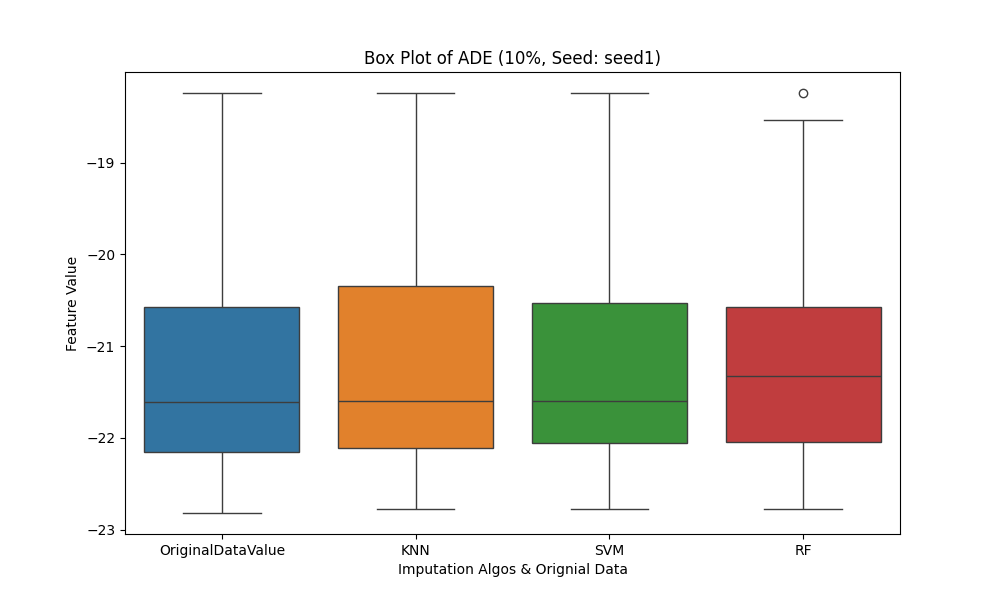 Box Plot of ADE (10%, Seed: seed1)
Feature Value
−19
−20
−21
−22
−23
OriginalDataValue
KNN
SVM
RF
Imputation Algos & Orignial Data